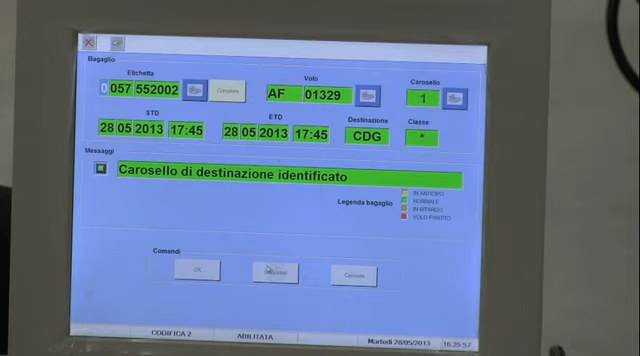 Bagaglio
Etichetta Volo Carosello
0 057 552002 Completa AF 01329 1
STD ETD Destinazione Classe
28 05 2013 17:45 28 05 2013 17:45 CDG *
Messaggi
Carosello di destinazione identificato
Legenda bagaglio
IN ANTICIPO
NORMALE
IN RITARDO
VOLO PARTITO
Comandi
OK Cancella
CODIFICA 2 ABILITATA Martedì 28/05/2013 16:25:57